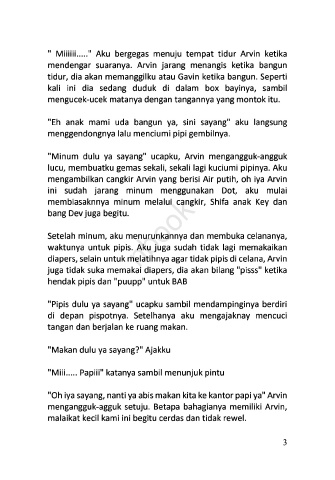 " Miiiiii....." Aku bergegas menuju tempat tidur Arvin ketika
mendengar suaranya. Arvin jarang menangis ketika bangun
tidur, dia akan memanggilku atau Gavin ketika bangun. Seperti
kali ini dia sedang duduk di dalam box bayinya, sambil
mengucek-ucek matanya dengan tangannya yang montok itu.
"Eh anak mami uda bangun ya, sini sayang" aku langsung
menggendongnya lalu menciumi pipi gembilnya.
"Minum dulu ya sayang" ucapku, Arvin mengangguk-angguk
lucu, membuatku gemas sekali, sekali lagi kuciumi pipinya. Aku
mengambilkan cangkir Arvin yang berisi Air putih, oh iya Arvin
ini sudah jarang minum menggunakan Dot, aku mulai
membiasaknnya minum melalui cangkir, Shifa anak Key dan
bang Dev juga begitu.
Setelah minum, aku menurunkannya dan membuka celananya,
waktunya untuk pipis. Aku juga sudah tidak lagi memakaikan
diapers, selain untuk melatihnya agar tidak pipis di celana, Arvin
juga tidak suka memakai diapers, dia akan bilang "pisss" ketika
hendak pipis dan "puupp" untuk BAB
"Pipis dulu ya sayang" ucapku sambil mendampinginya berdiri
di depan pispotnya. Setelhanya aku mengajaknay mencuci
tangan dan berjalan ke ruang makan.
"Makan dulu ya sayang?" Ajakku
"Miii..... Papiii" katanya sambil menunjuk pintu
"Oh iya sayang, nanti ya abis makan kita ke kantor papi ya" Arvin
mengangguk-agguk setuju. Betapa bahagianya memiliki Arvin,
malaikat kecil kami ini begitu cerdas dan tidak rewel.
3